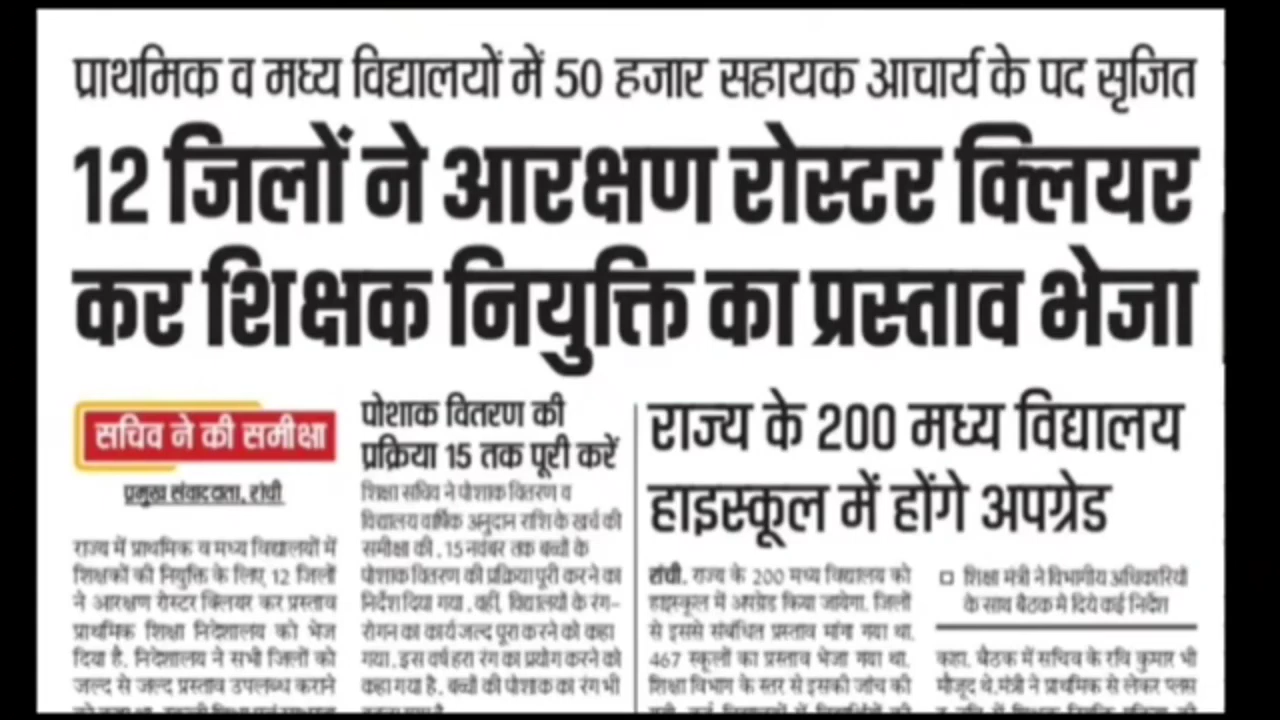 प्राथमिक व मध्य विद्यालयों में 50 हजार सहायक आचार्य के पद सृजित
12 जिलों ने आरक्षण रोस्टर क्लियर
कर शिक्षक नियुक्ति का प्रस्ताव भेजा
सचिव ने की समीक्षा
प्रमुख संवाददाता, रांची
राज्य में प्राथमिक व मध्य विद्यालयों में
शिक्षकों की नियुक्ति के लिए 12 जिलों
ने आरक्षण रोस्टर क्लियर कर प्रस्ताव
प्राथमिक शिक्षा निदेशालय को भेज
दिया है. निदेशालय ने सभी जिलों को
जल्द से जल्द प्रस्ताव उपलब्ध कराने
पोशाक वितरण की
प्रक्रिया 15 तक पूरी करें
शिक्षा सचिव ने पोशाक वितरण व
विद्यालय वार्षिक अनुदान राशि के खर्च की
समीक्षा की. 15 नवंबर तक बच्चों के
पोशाक वितरण की प्रक्रिया पूरी करने का
निर्देश दिया गया. वहीं, विद्यालयों के रंग-
रोगन का कार्य जल्द पूरा करने को कहा
गया. इस वर्ष हरा रंग का प्रयोग करने को
कहा गया है. बच्चों की पोशाक का रंग भी
राज्य के 200 मध्य विद्यालय
हाइस्कूल में होंगे अपग्रेड
रांची. राज्य के 200 मध्य विद्यालय को
हाइस्कूल में अपग्रेड किया जायेगा. जिलों
से इससे संबंधित प्रस्ताव मांगा गया था.
467 स्कूलों का प्रस्ताव भेजा गया था.
शिक्षा विभाग के स्तर से इसकी जांच की
शिक्षा मंत्री ने विभागीय अधिकारियों
के साथ बैठक में दिये कई निर्देश
कहा. बैठक में सचिव के रवि कुमार भी
मौजूद थे.मंत्री ने प्राथमिक से लेकर प्लस